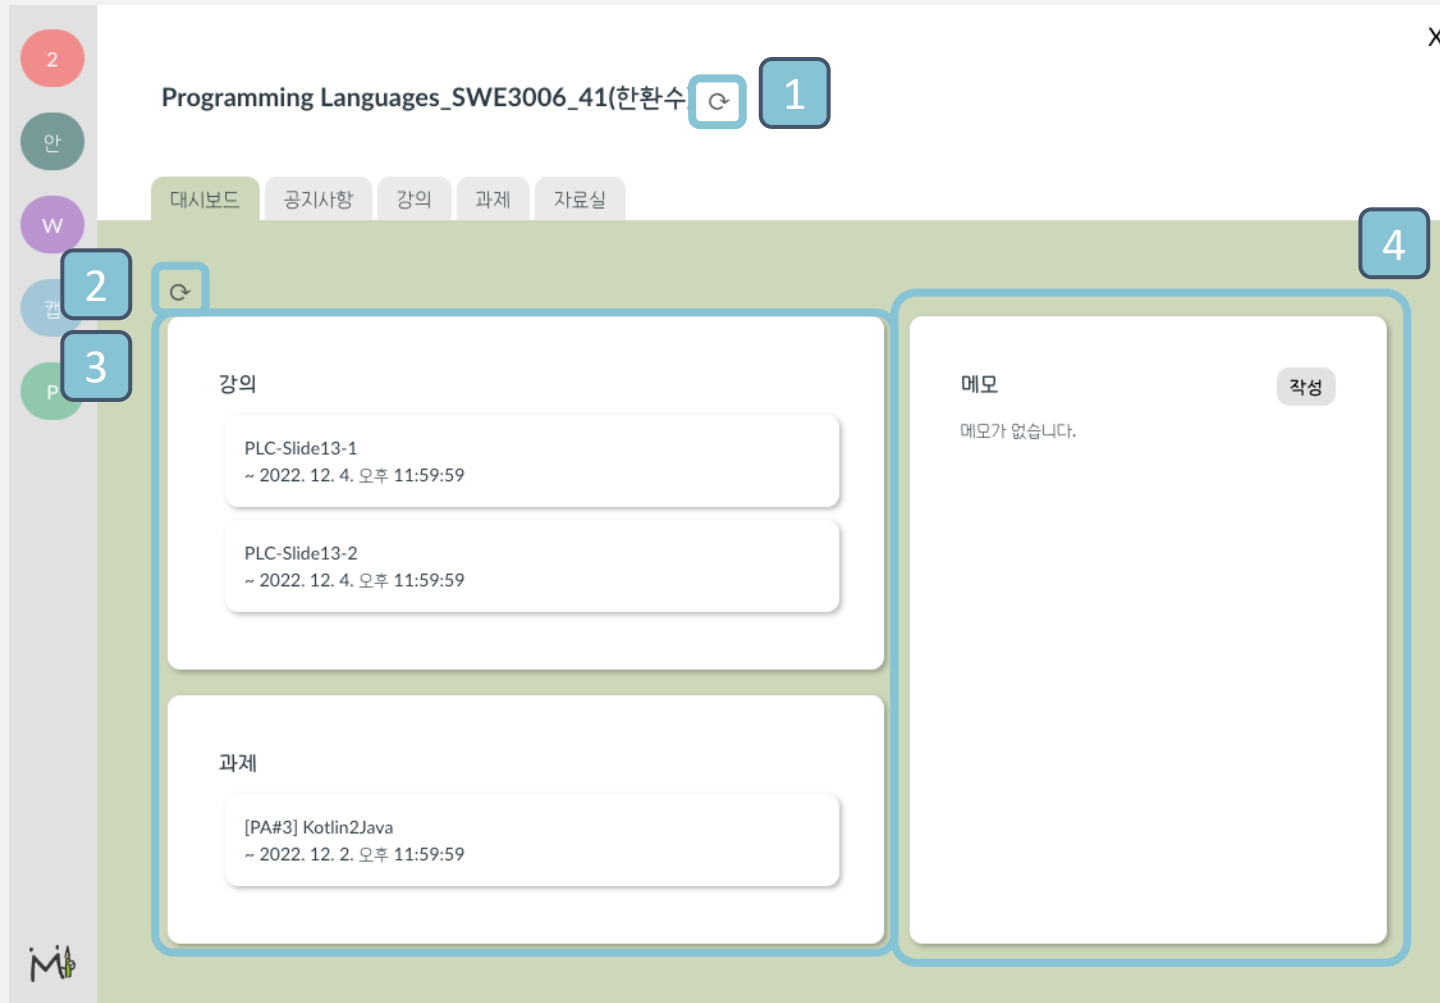 X
2
안
W
캡
P
Programming Languages_SWE3006_41(한환수)
1
대시보드 공지사항 강의 과제 자료실
4
2
3
강의
PLC-Slide13-1
~ 2022. 12. 4. 오후 11:59:59
PLC-Slide13-2
~ 2022. 12. 4. 오후 11:59:59
과제
[PA#3] Kotlin2Java
~ 2022. 12. 2. 오후 11:59:59
메모
작성
메모가 없습니다.